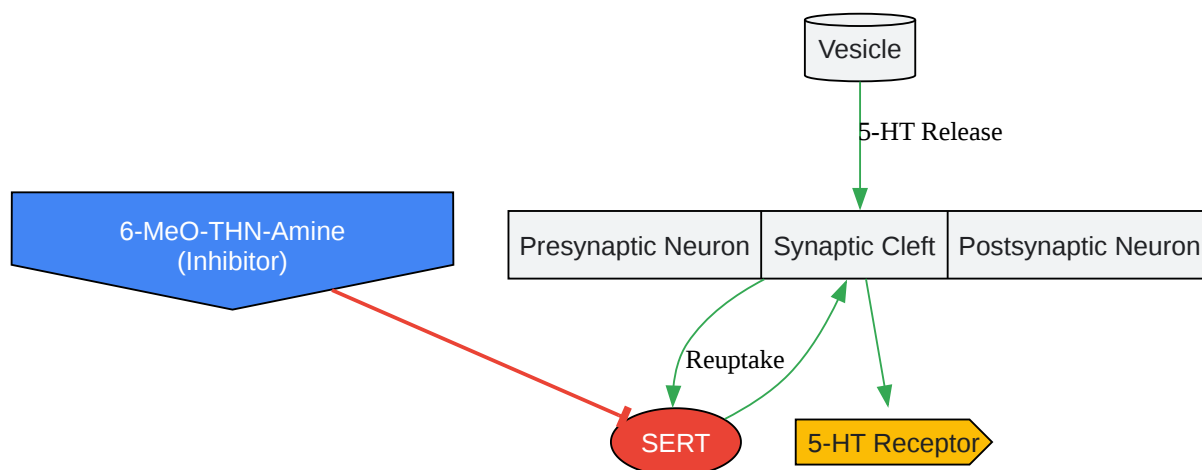 Vesicle
5-HT Release
6-MeO-THN-Amine
(Inhibitor)
Presynaptic Neuron
Synaptic Cleft
Postsynaptic Neuron
Reuptake
SERT
5-HT Receptor